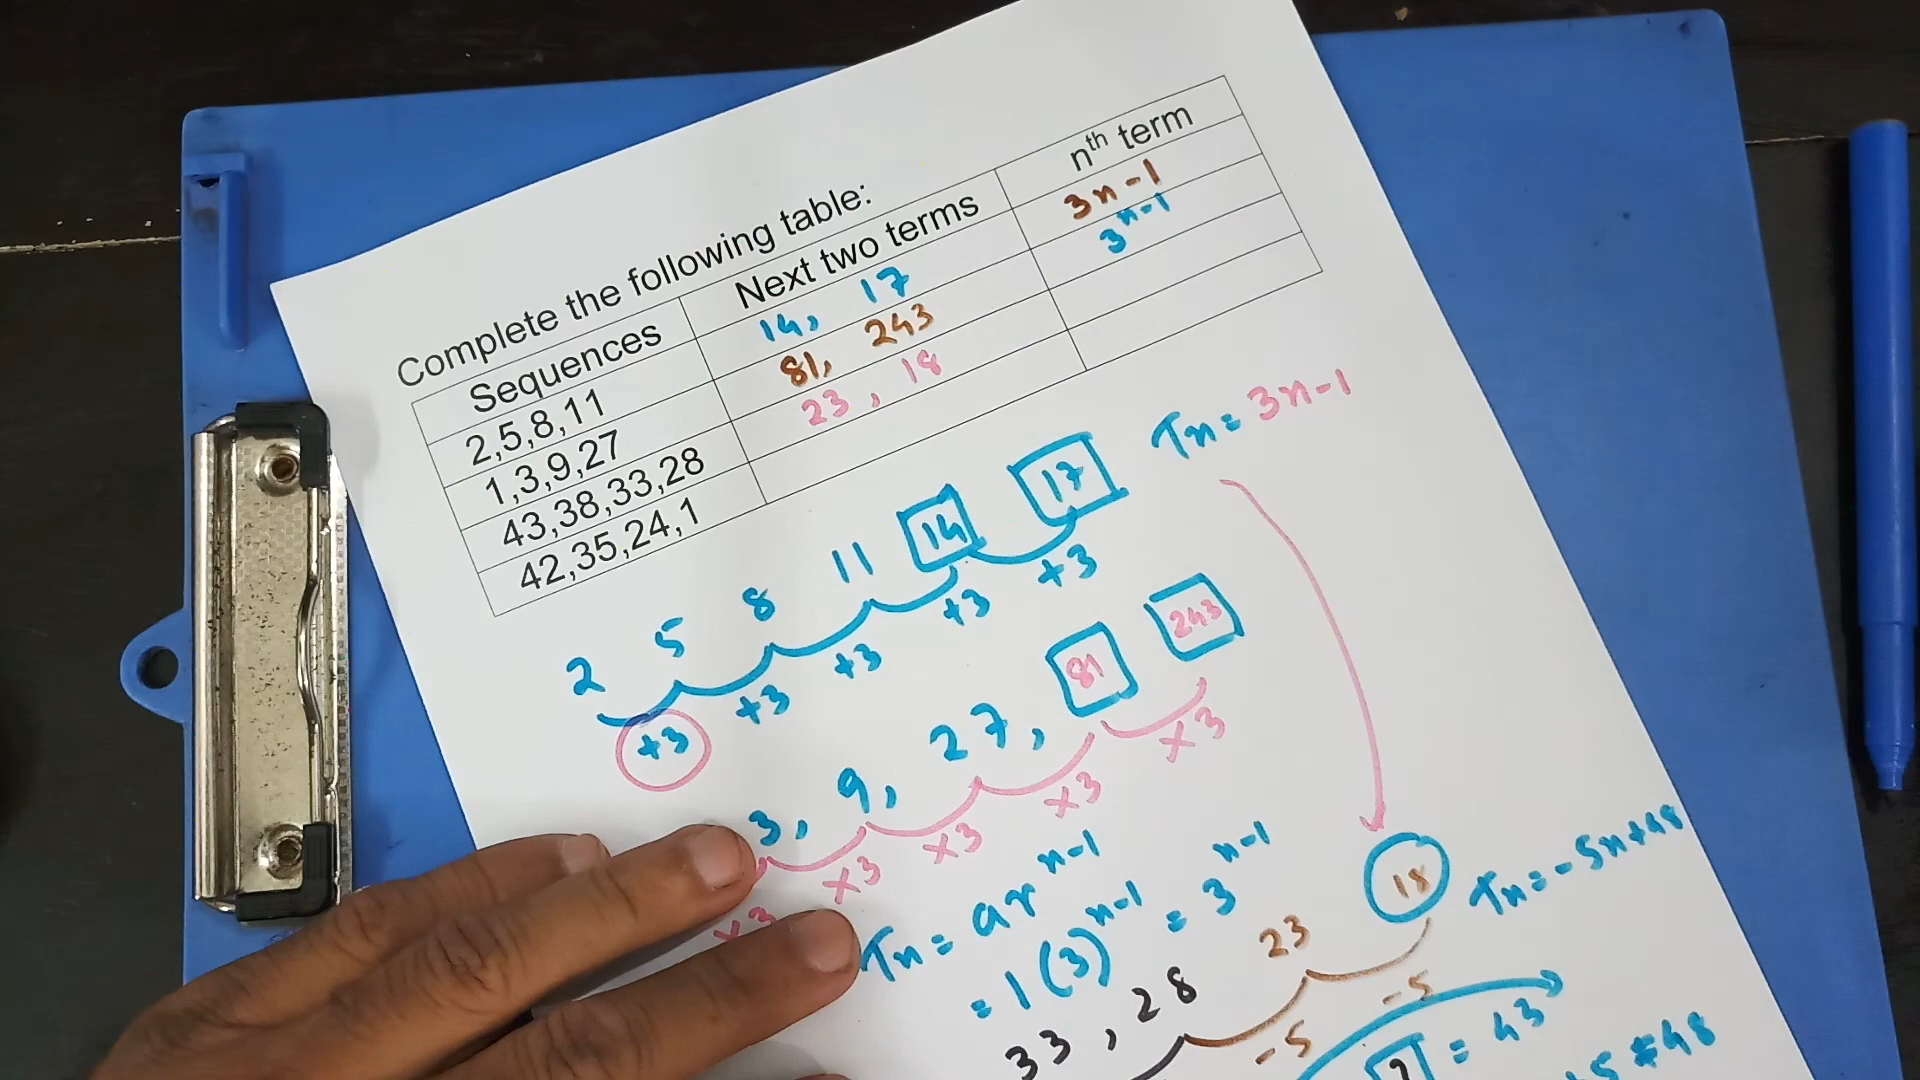 Complete the following table:
Sequences Next two terms nth term
2,5,8,11 14, 17 3n-1
1,3,9,27 81, 243 3^n-1
43,38,33,28 23, 18
42,35,24,1
Tn = 3n-1
2 5 8 11 14 17
+3 +3 +3 +3 +3
3, 9, 27, 81 243
×3 ×3 ×3 ×3 ×3
Tn = ar^n-1
= 1(3)^n-1 = 3^n-1
33, 28 23 18 Tn = -5n+48
-5 -5
= 43